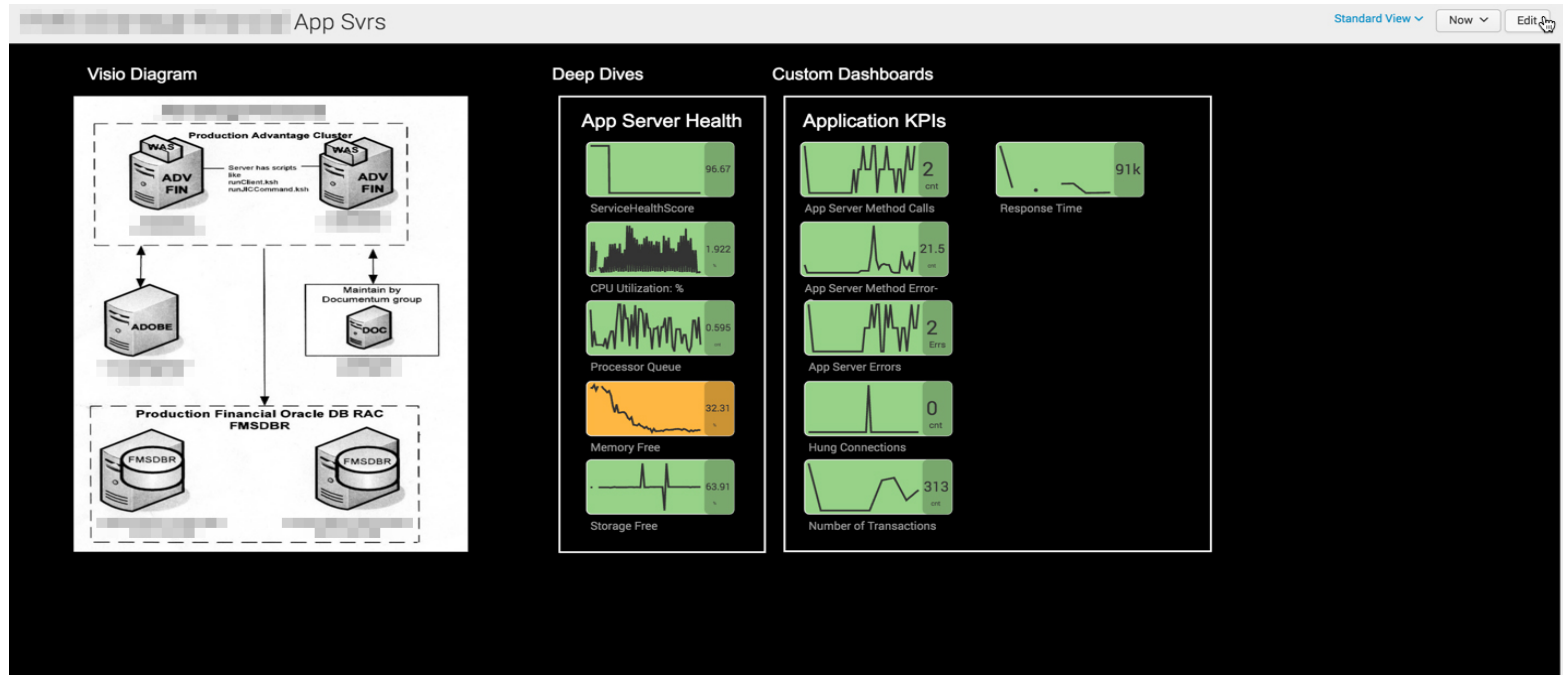 App Svrs
Standard View
Now
Edit
Visio Diagram
Deep Dives
Custom Dashboards
Production Advantage Cluster
WAS
WAS
ADV
FIN
Server has scripts
like
runClient.ksh
runJICCommand.ksh
ADV
FIN
ADOBE
Maintain by
Documentum group
DOC
Production Financial Oracle DB RAC
FMSDBR
FMSDBR
FMSDBR
App Server Health
96.67
ServiceHealthScore
1.922
%
CPU Utilization: %
0.595
cnt
Processor Queue
32.31
%
Memory Free
63.91
%
Storage Free
Application KPIs
2
cnt
App Server Method Calls
21.5
cnt
App Server Method Error-
2
Errs
App Server Errors
0
cnt
Hung Connections
313
cnt
Number of Transactions
91k
Response Time